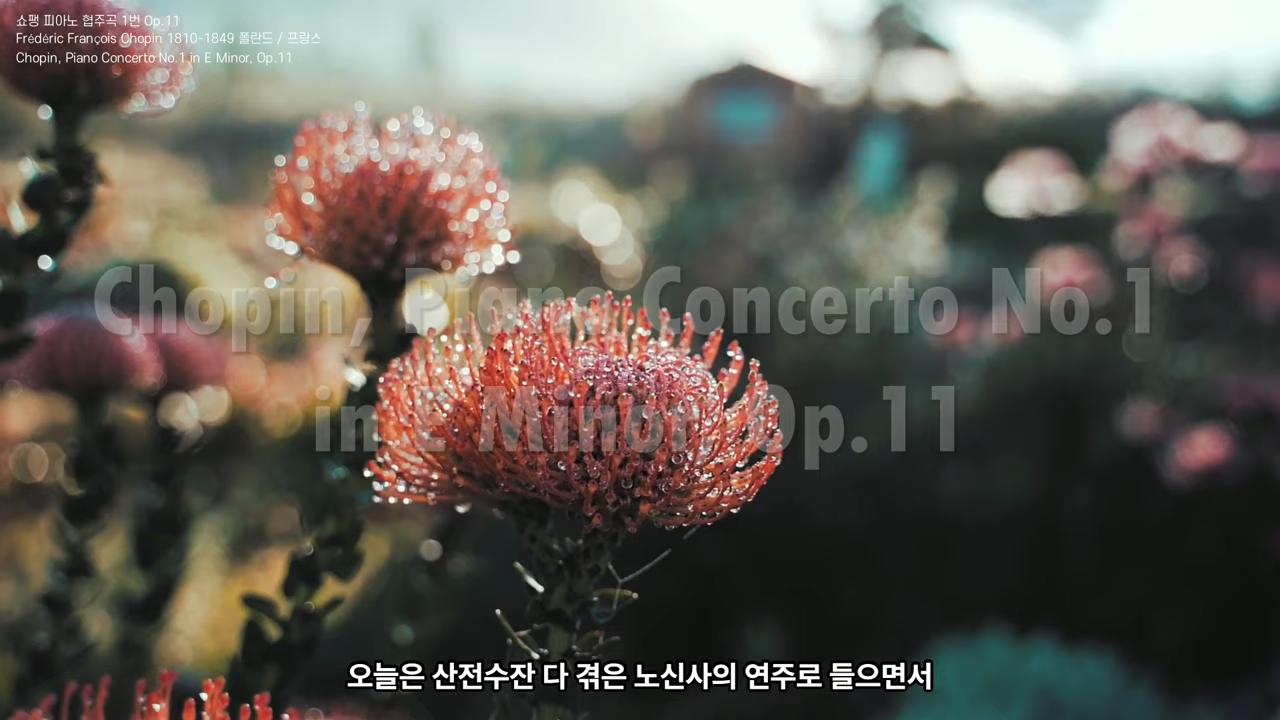 쇼팽 피아노 협주곡 1번 Op.11
Frédéric François Chopin 1810-1849 폴란드 / 프랑스
Chopin, Piano Concerto No.1 in E Minor, Op.11
Chopin, Piano Concerto No.1
in E Minor, Op.11
오늘은 산전수잔 다 겪은 노신사의 연주로 들으면서